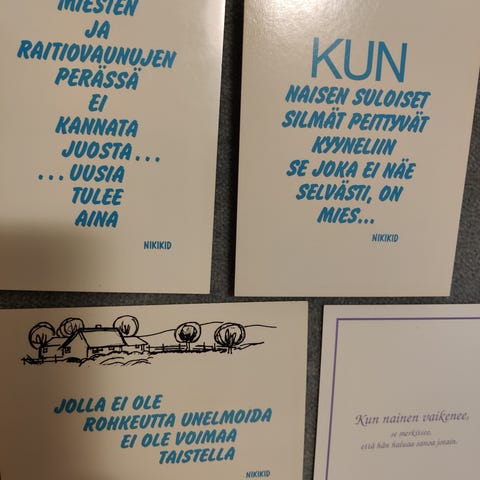 MIESTEN
JA
RAITIOVAUNUJEN
PERÄSSÄ
EI
KANNATA
JUOSTA...
...UUSIA
TULEE
AINA
NIKIKID
KUN
NAISEN SULOISET
SILMÄT PEITTYVÄT
KYYNELIIN
SE JOKA EI NÄE
SELVÄSTI, ON
MIES...
NIKIKID
JOLLA EI OLE
ROHKEUTTA UNELMOIDA
EI OLE VOIMAA
TAISTELLA
NIKIKID
Kun nainen vaikenee,
se merkitsee,
että hän haluaa sanoa jotain.